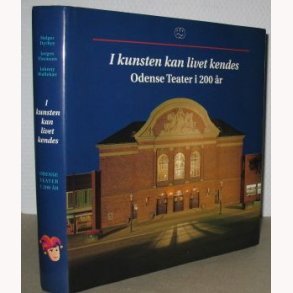 I kunsten kan livet kendes
Odense Teater i 200 år
I
kunsten
kan livet
kendes
ODENSE
TEATER
I 200 ÅR